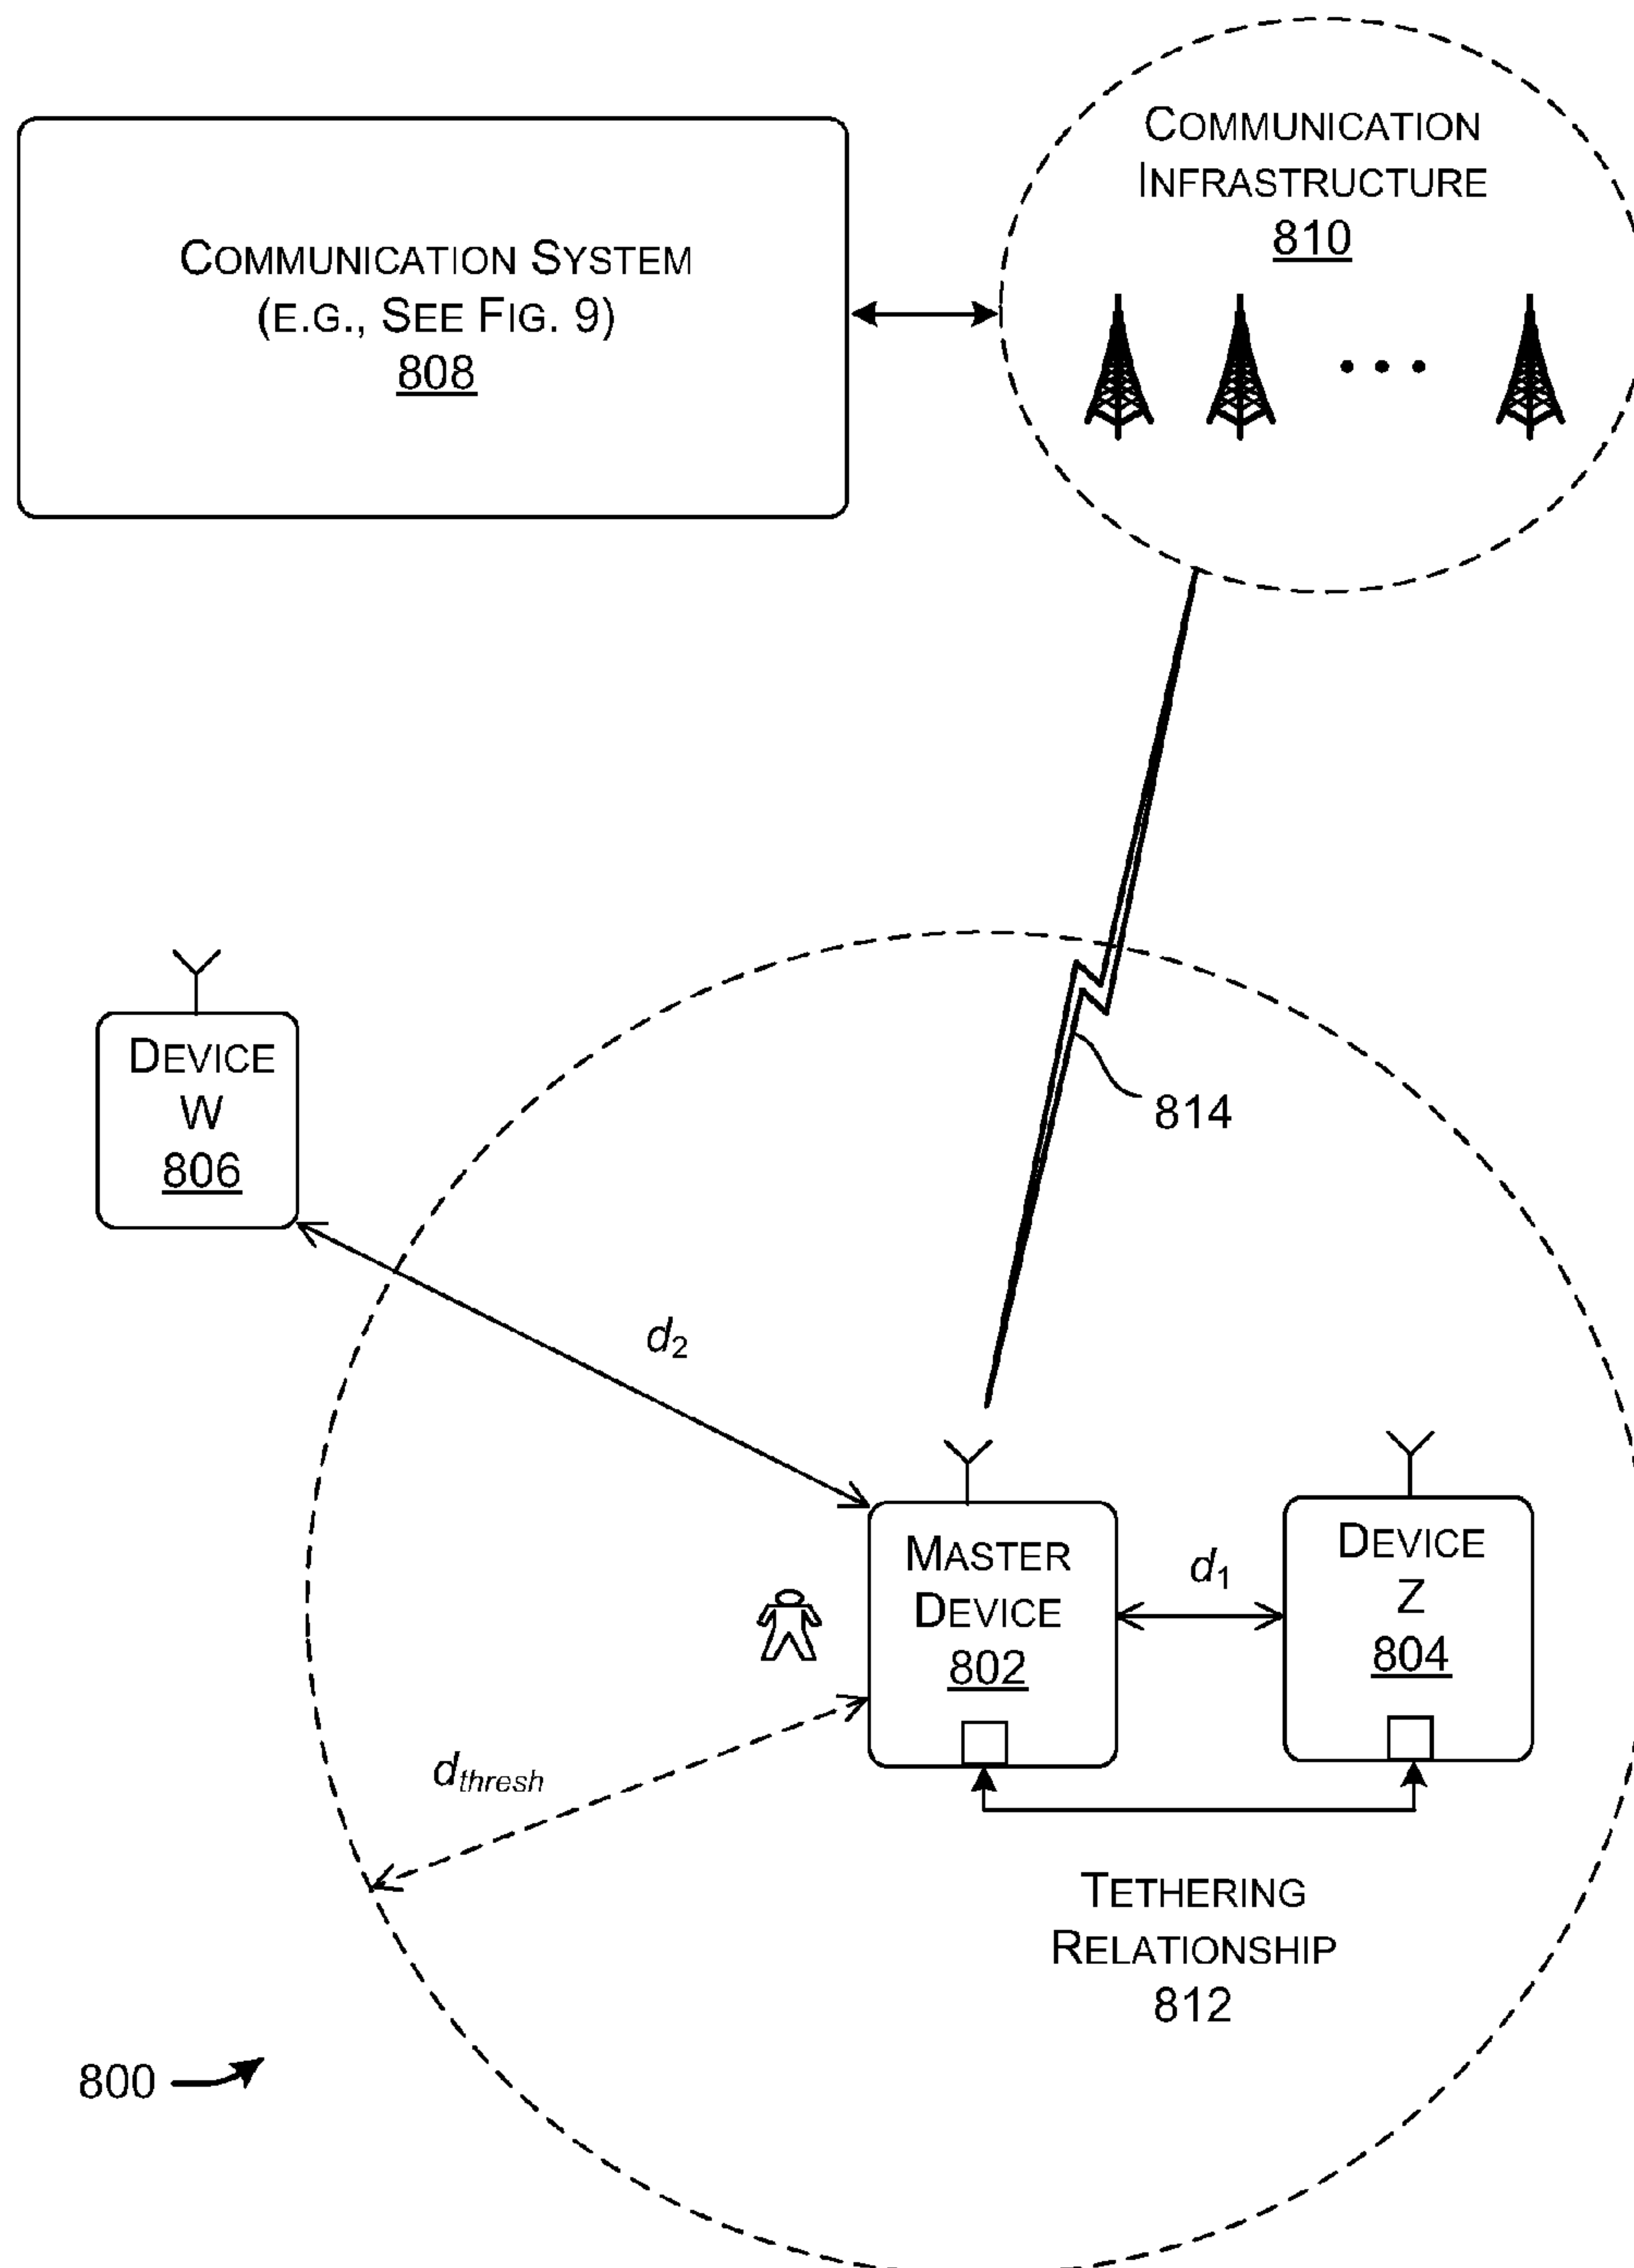 COMMUNICATION
INFRASTRUCTURE
810
COMMUNICATION SYSTEM
(E.G., SEE FIG. 9)
808
DEVICE
W
806
814
d2
MASTER
DEVICE
802
d1
DEVICE
Z
804
dthresh
TETHERING
RELATIONSHIP
812
800